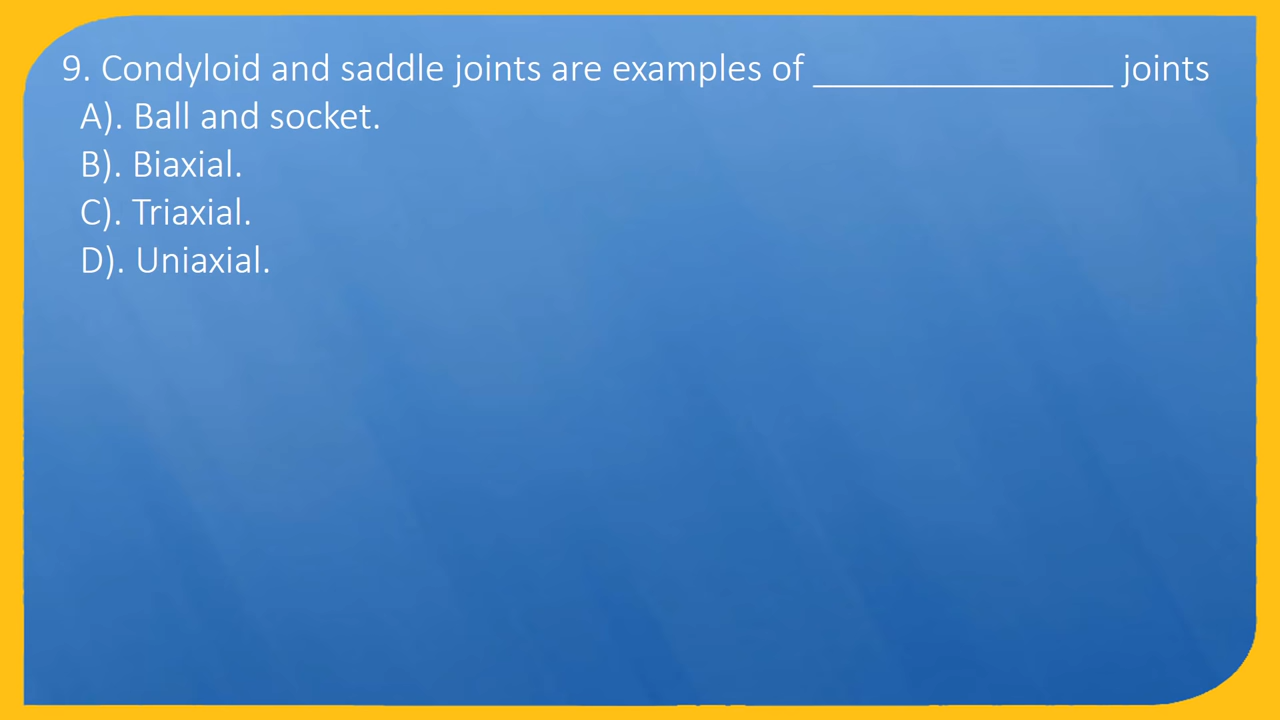 9. Condyloid and saddle joints are examples of ________________ joints
A). Ball and socket.
B). Biaxial.
C). Triaxial.
D). Uniaxial.